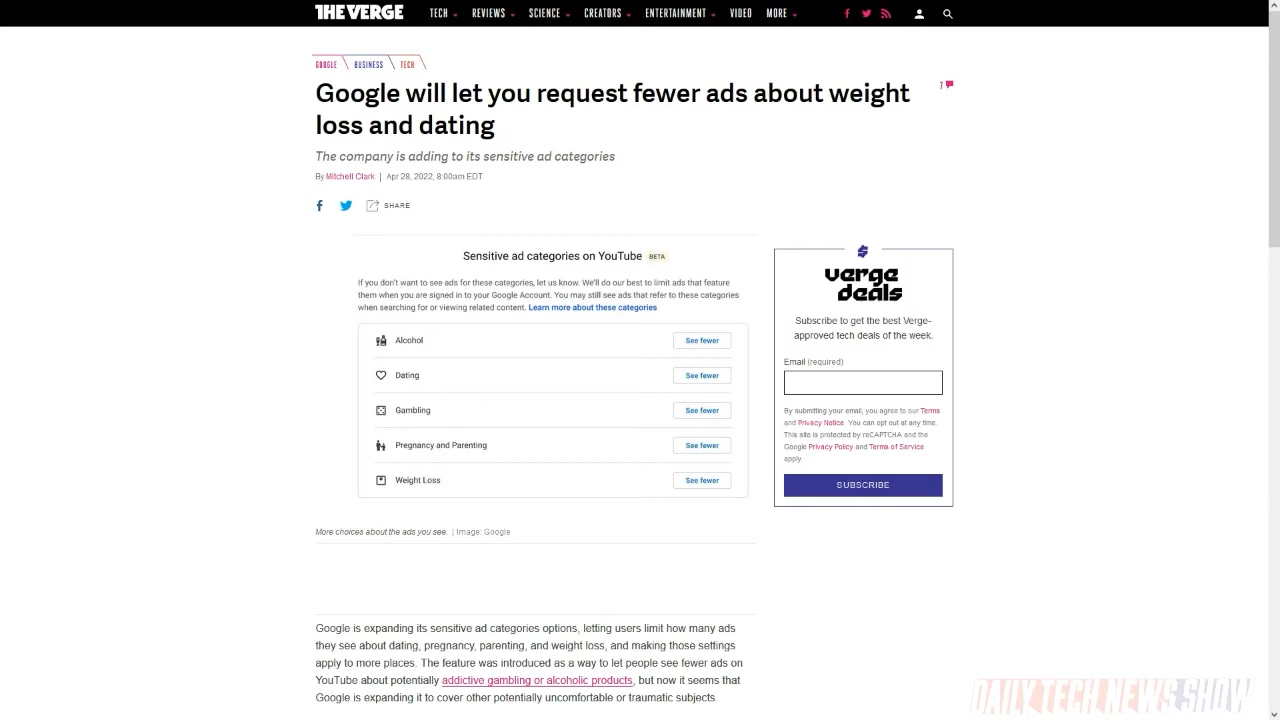 THE VERGE TECH REVIEWS SCIENCE CREATORS ENTERTAINMENT VIDEO MORE
GOOGLE BUSINESS TECH
Google will let you request fewer ads about weight
loss and dating
7
The company is adding to its sensitive ad categories
By Mitchell Clark | Apr 28, 2022, 8:00am EDT
SHARE
Sensitive ad categories on YouTube BETA
If you don't want to see ads for these categories, let us know. We'll do our best to limit ads that feature
them when you are signed in to your Google Account. You may still see ads that refer to these categories
when searching for or viewing related content. Learn more about these categories
Alcohol See fewer
Dating See fewer
Gambling See fewer
Pregnancy and Parenting See fewer
Weight Loss See fewer
More choices about the ads you see. | Image: Google
verge
deals
Subscribe to get the best Verge-
approved tech deals of the week.
Email (required)
By submitting your email, you agree to our Terms
and Privacy Notice. You can opt out at any time.
This site is protected by reCAPTCHA and the
Google Privacy Policy and Terms of Service
apply.
SUBSCRIBE
Google is expanding its sensitive ad categories options, letting users limit how many ads
they see about dating, pregnancy, parenting, and weight loss, and making those settings
apply to more places. The feature was introduced as a way to let people see fewer ads on
YouTube about potentially addictive gambling or alcoholic products, but now it seems that
Google is expanding it to cover other potentially uncomfortable or traumatic subjects.
DAILY TECH NEWS SHOW